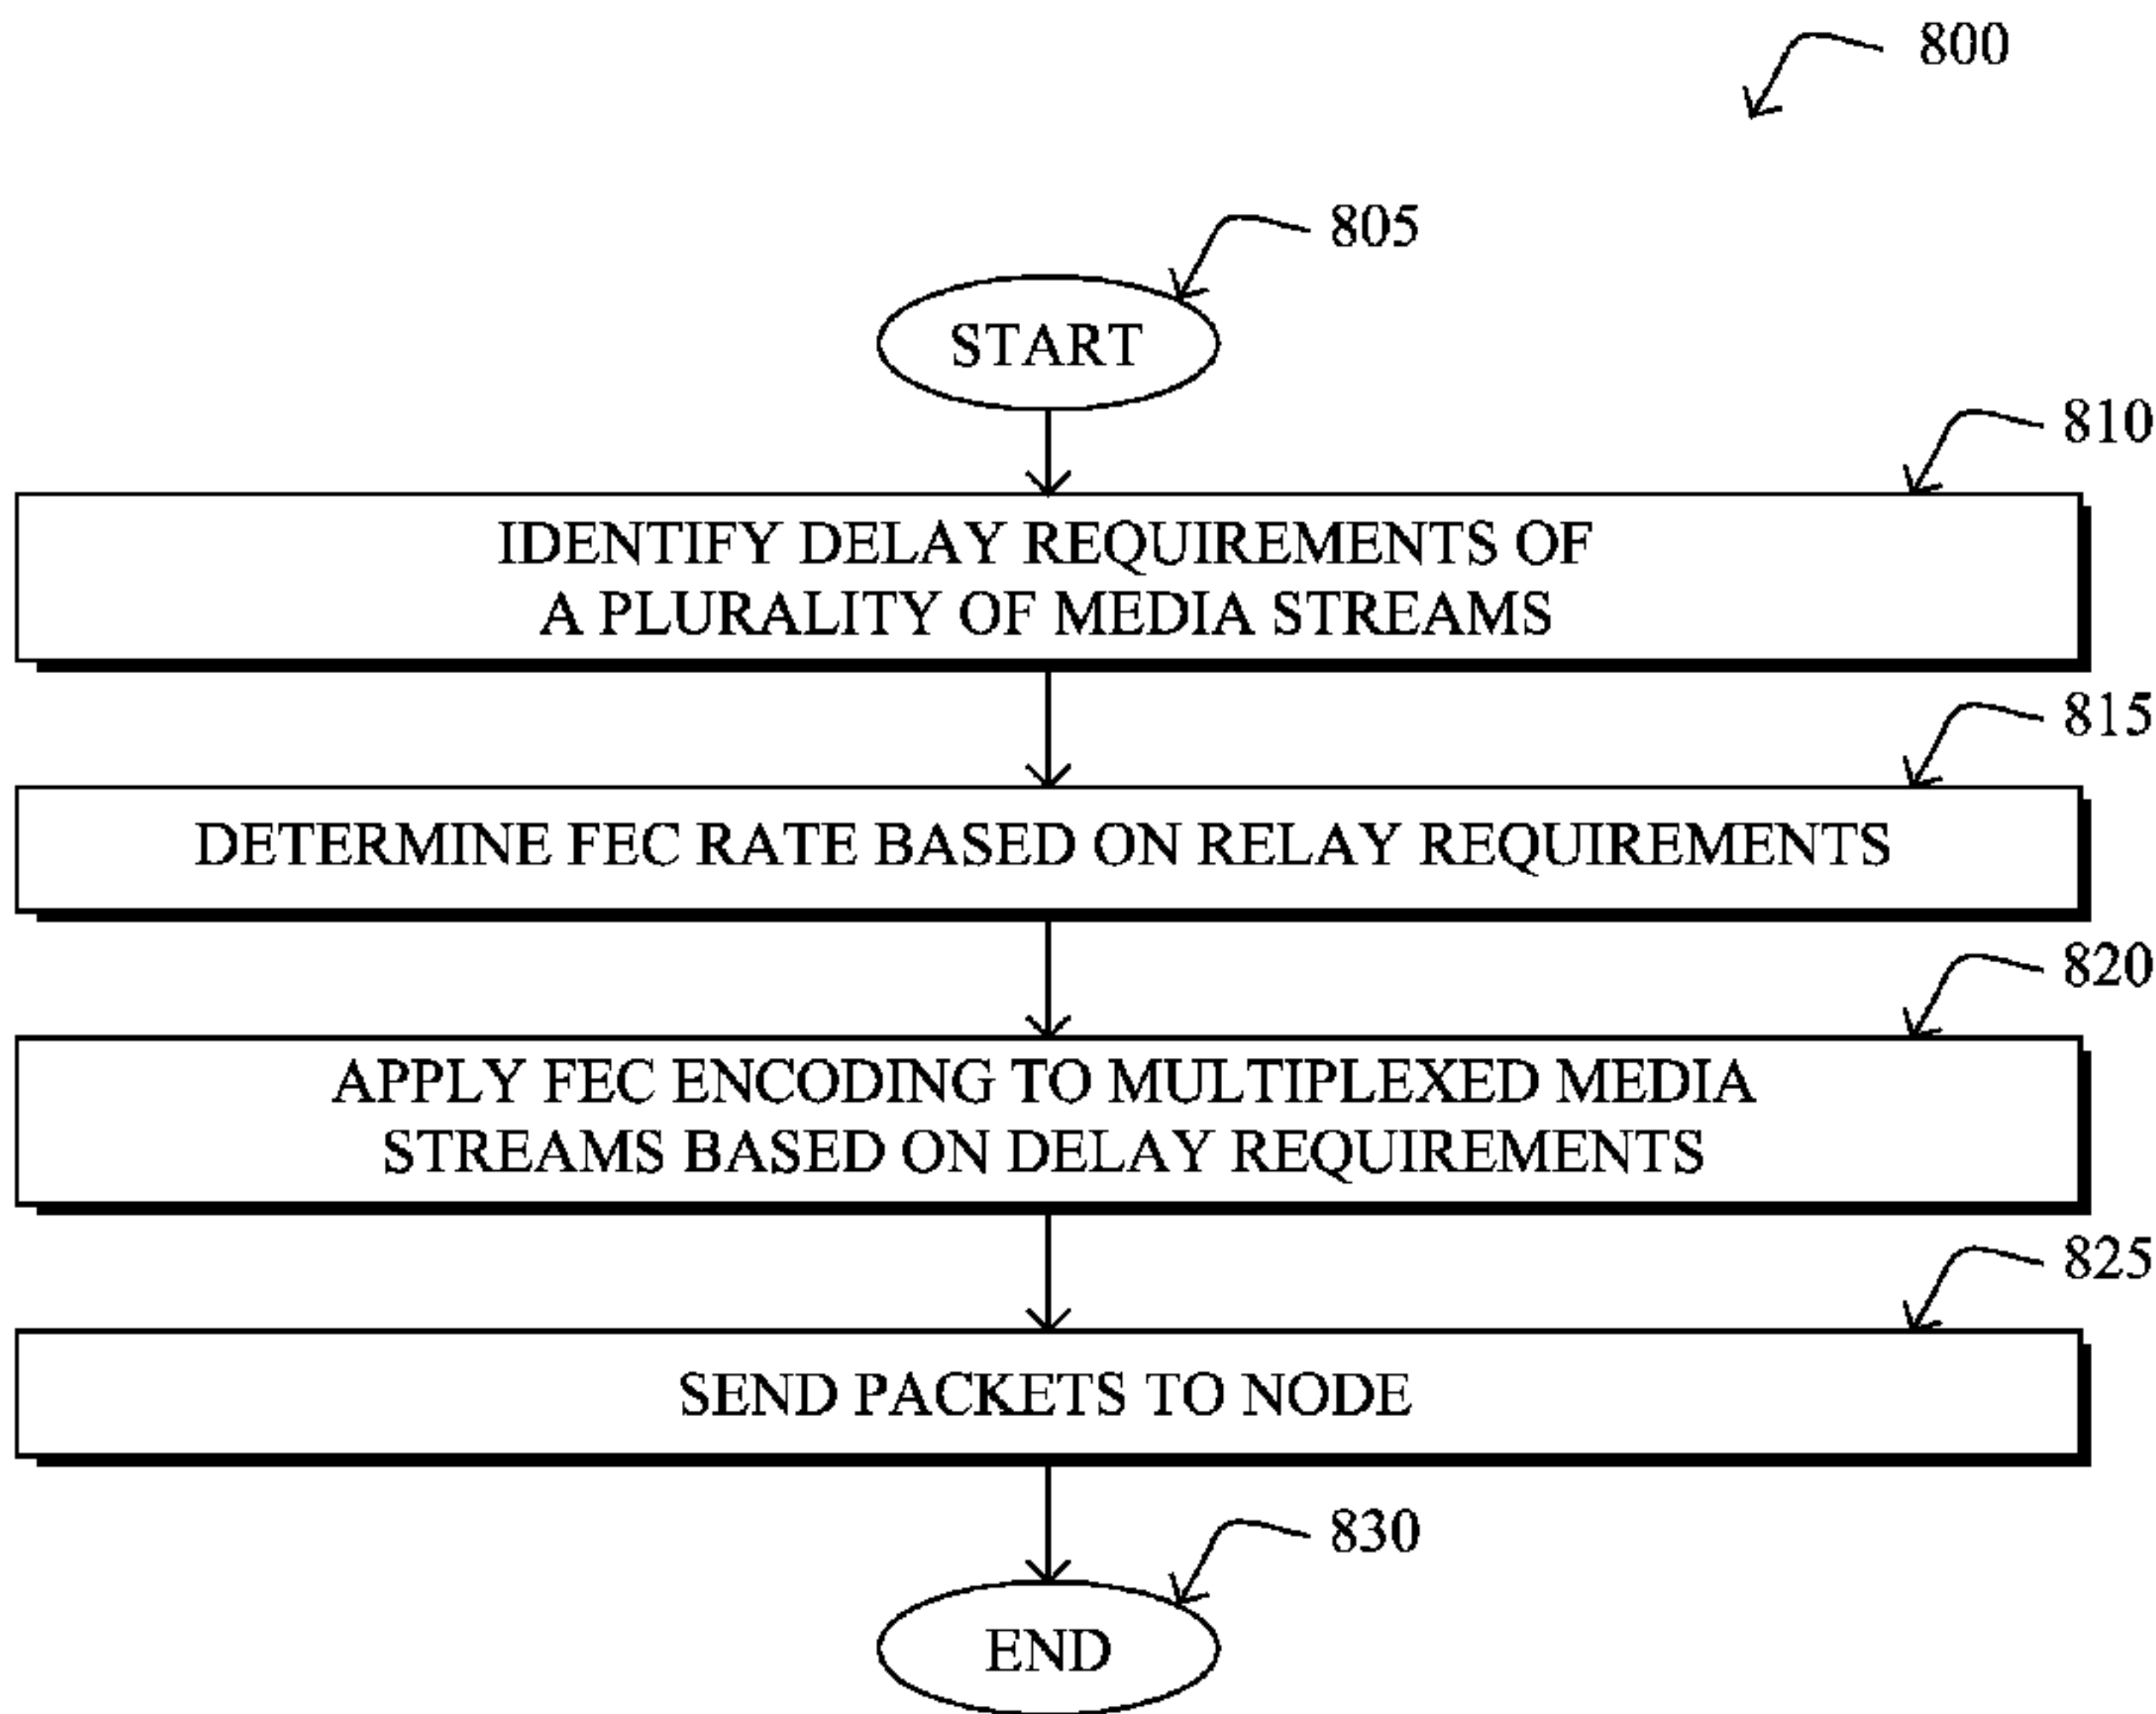 800
805
START
810
IDENTIFY DELAY REQUIREMENTS OF
A PLURALITY OF MEDIA STREAMS
815
DETERMINE FEC RATE BASED ON RELAY REQUIREMENTS
820
APPLY FEC ENCODING TO MULTIPLEXED MEDIA
STREAMS BASED ON DELAY REQUIREMENTS
825
SEND PACKETS TO NODE
830
END